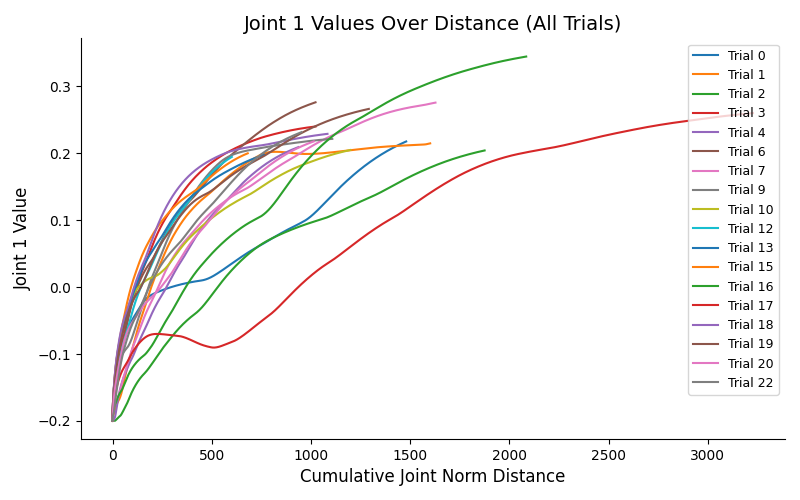 Joint 1 Values Over Distance (All Trials)
Joint 1 Value
0.3
0.2
0.1
0.0
−0.1
−0.2
0
500
1000
1500
2000
2500
3000
Cumulative Joint Norm Distance
Trial 0
Trial 1
Trial 2
Trial 3
Trial 4
Trial 6
Trial 7
Trial 9
Trial 10
Trial 12
Trial 13
Trial 15
Trial 16
Trial 17
Trial 18
Trial 19
Trial 20
Trial 22